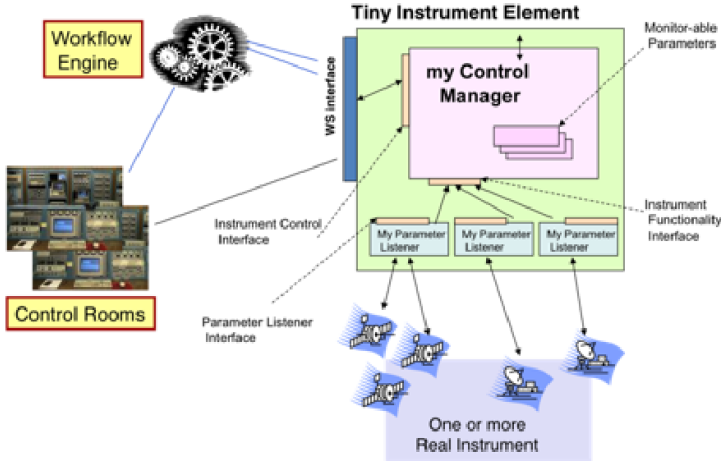 Tiny Instrument Element
Workflow
Engine
Monitor-able
Parameters
WS interface
my Control
Manager
Instrument Control
Interface
Instrument
Functionality
Interface
My Parameter
Listener
My Parameter
Listener
My Parameter
Listener
Control Rooms
Parameter Listener
Interface
One or more
Real Instrument